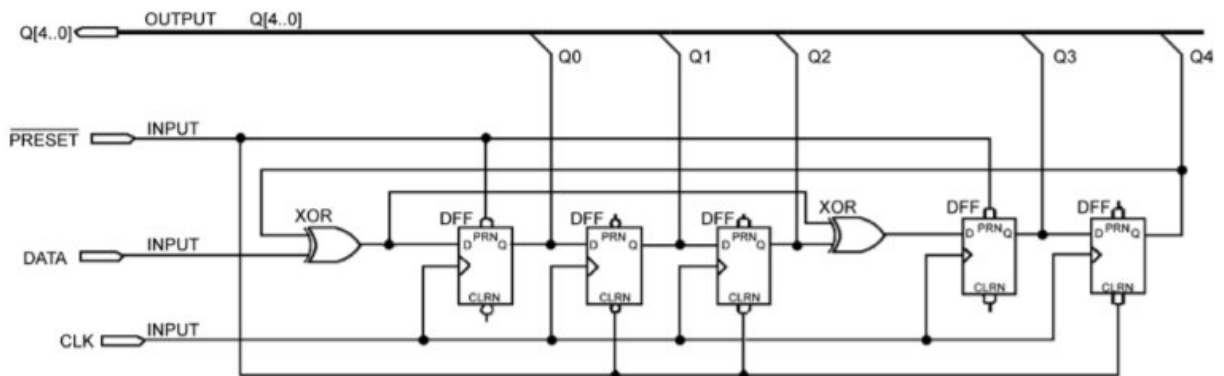 Q[4..0] OUTPUT Q[4..0]
Q0 Q1 Q2 Q3 Q4
PRESET INPUT
XOR DFF DFF DFF XOR DFF DFF
PRN PRN PRN PRN PRN
D Q D Q D Q D Q D Q
DATA INPUT
CLRN CLRN CLRN CLRN CLRN
CLK INPUT